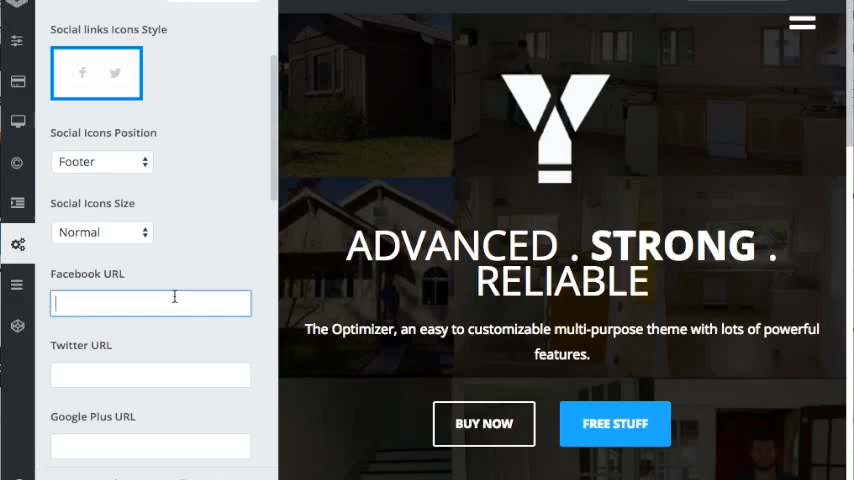 Social links Icons Style
Social Icons Position
Footer
Social Icons Size
Normal
Facebook URL
Twitter URL
Google Plus URL
ADVANCED . STRONG .
RELIABLE
The Optimizer, an easy to customizable multi-purpose theme with lots of powerful
features.
BUY NOW
FREE STUFF